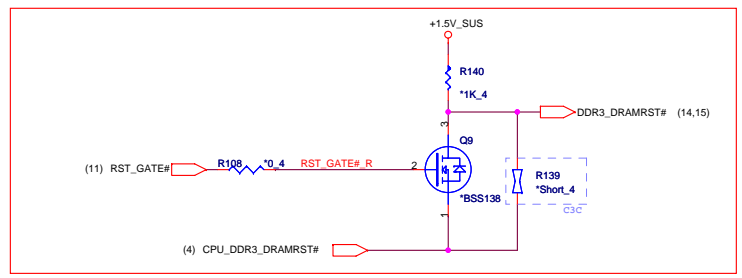 +1.5V_SUS
R140
*1K_4
DDR3_DRAMRST# (14,15)
3
Q9
(11) RST_GATE# R108 *0_4 RST_GATE#_R 2
R139
*Short_4
*BSS138
C3C
1
(4) CPU_DDR3_DRAMRST#